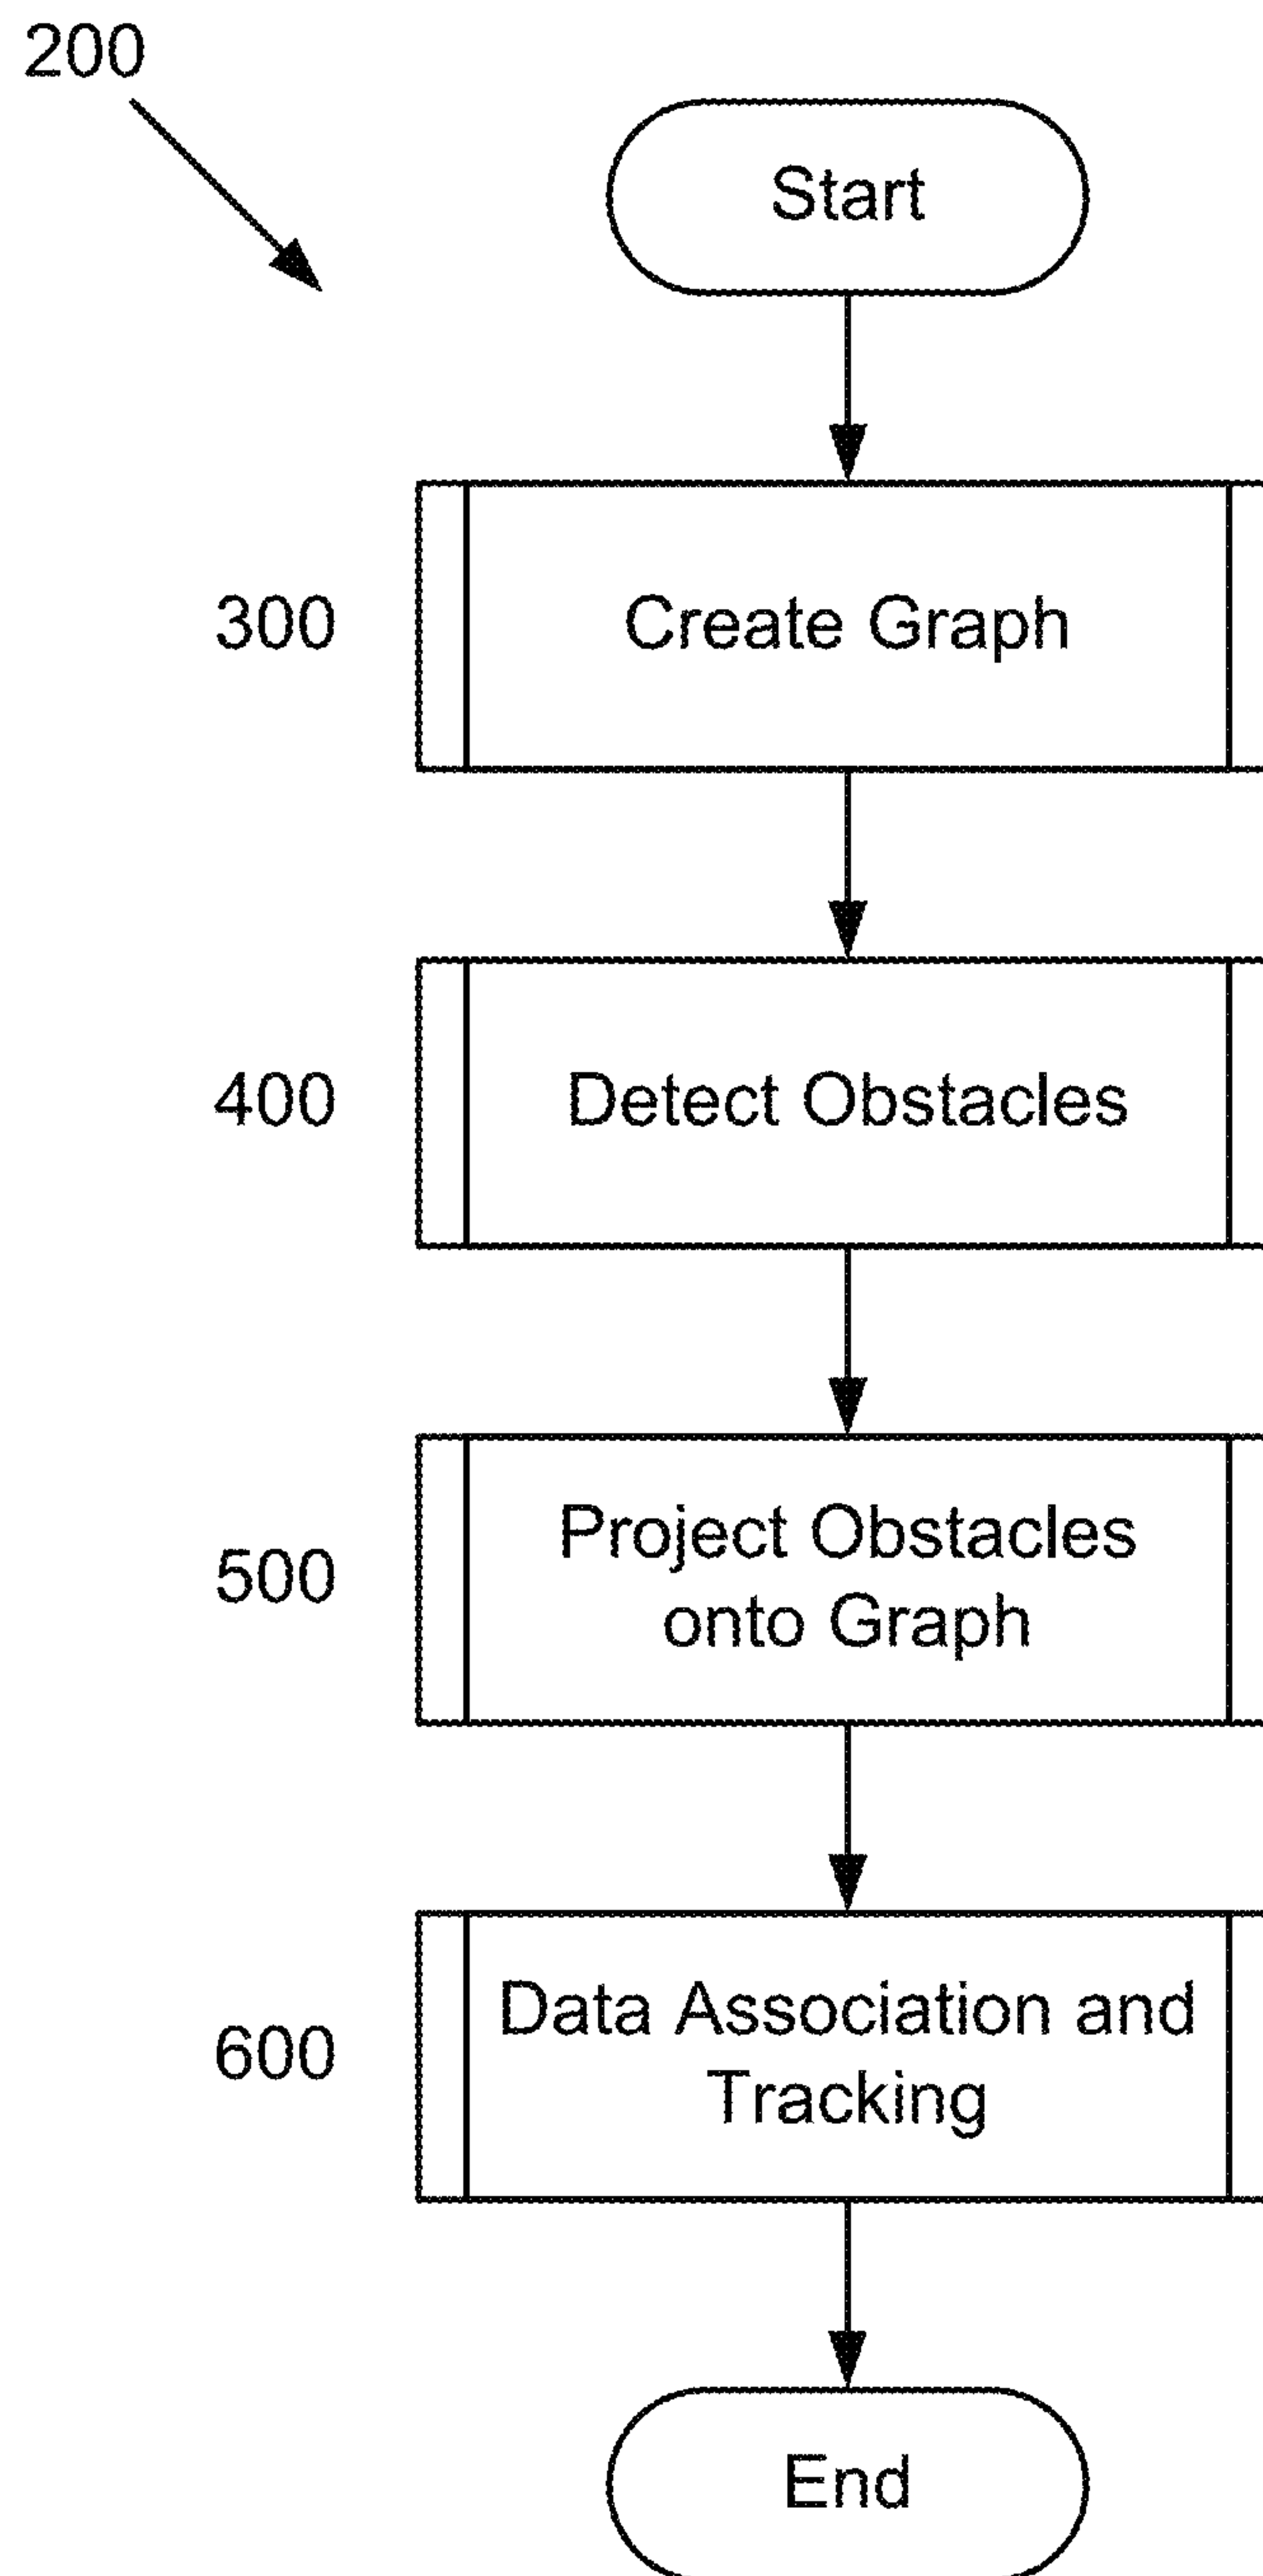 200
Start
300
Create Graph
400
Detect Obstacles
500
Project Obstacles
onto Graph
600
Data Association and
Tracking
End